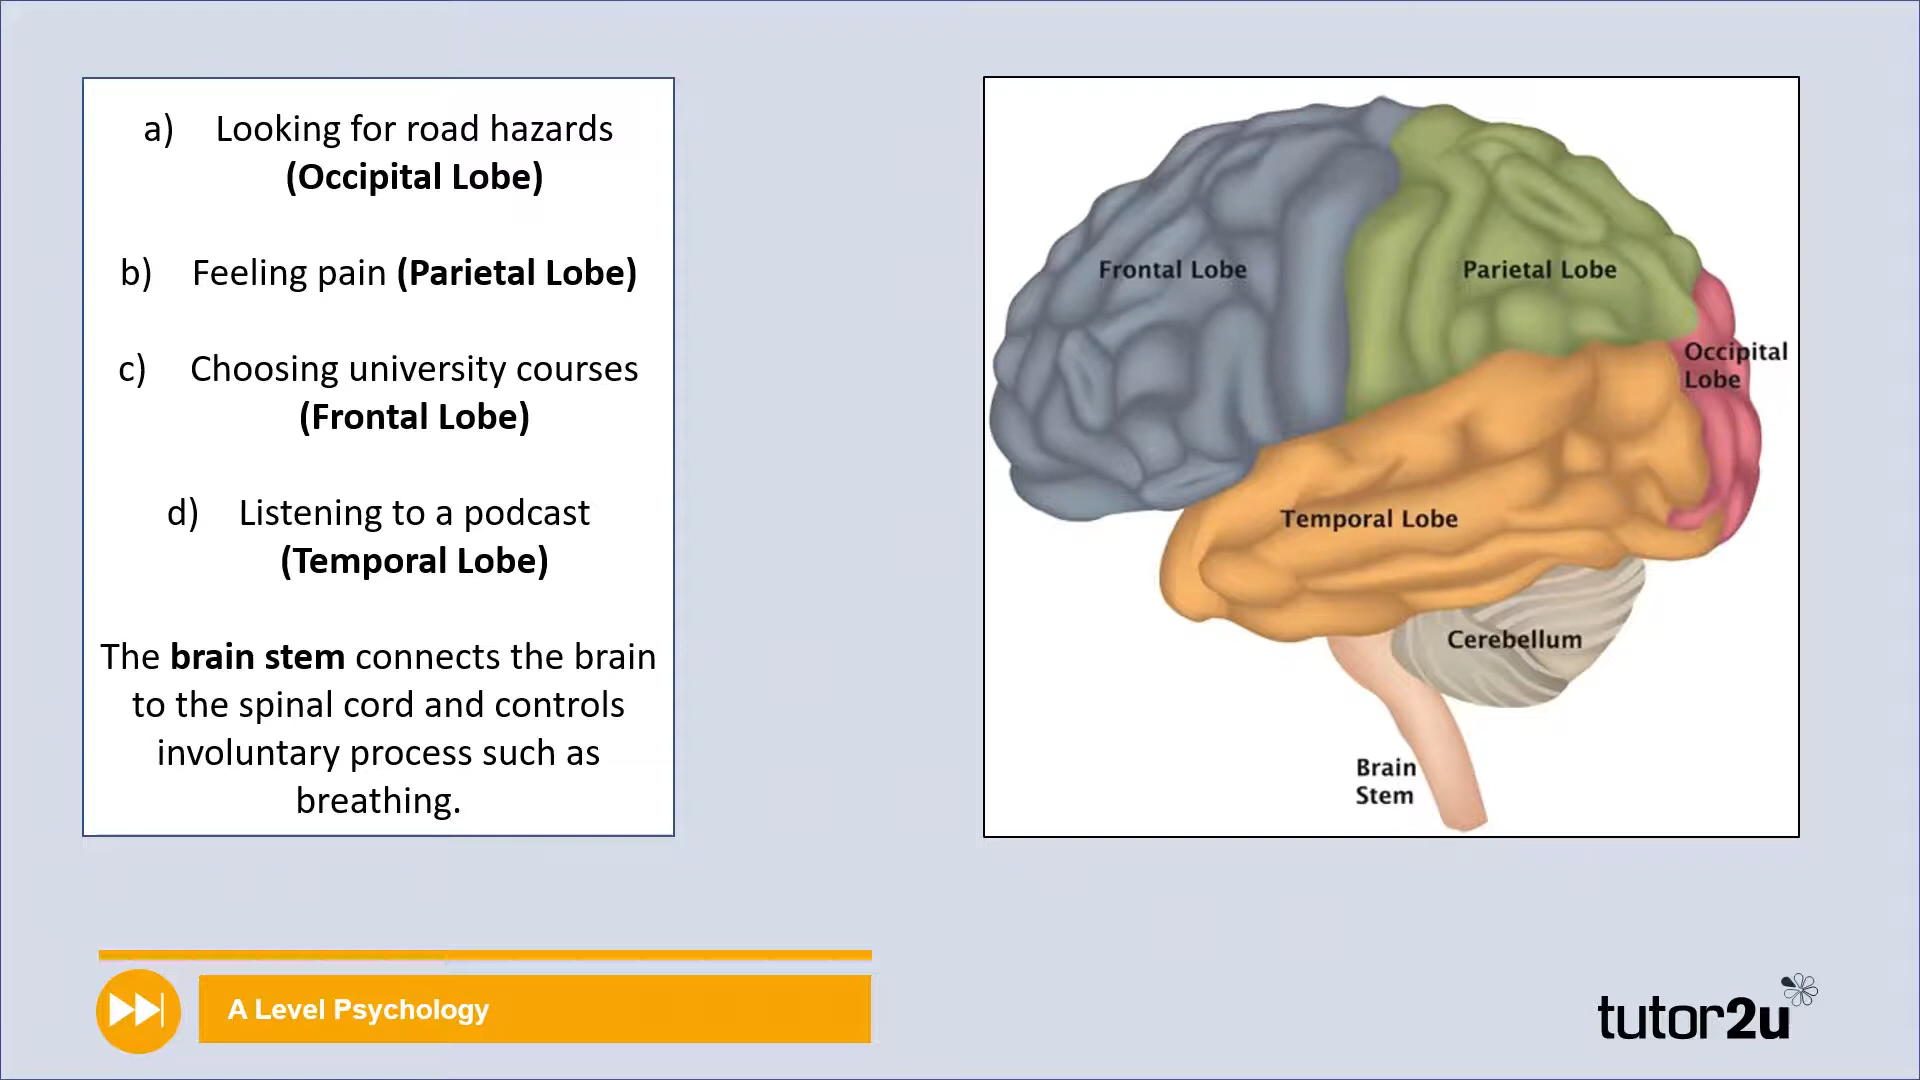 a) Looking for road hazards
(Occipital Lobe)
b) Feeling pain (Parietal Lobe)
c) Choosing university courses
(Frontal Lobe)
d) Listening to a podcast
(Temporal Lobe)
The brain stem connects the brain
to the spinal cord and controls
involuntary process such as
breathing.
Frontal Lobe
Parietal Lobe
Occipital
Lobe
Temporal Lobe
Cerebellum
Brain
Stem
A Level Psychology
tutor2u